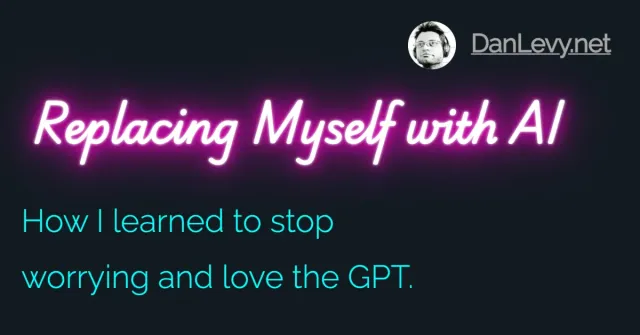 DanLevy.net
Replacing Myself with AI
How I learned to stop
worrying and love the GPT.